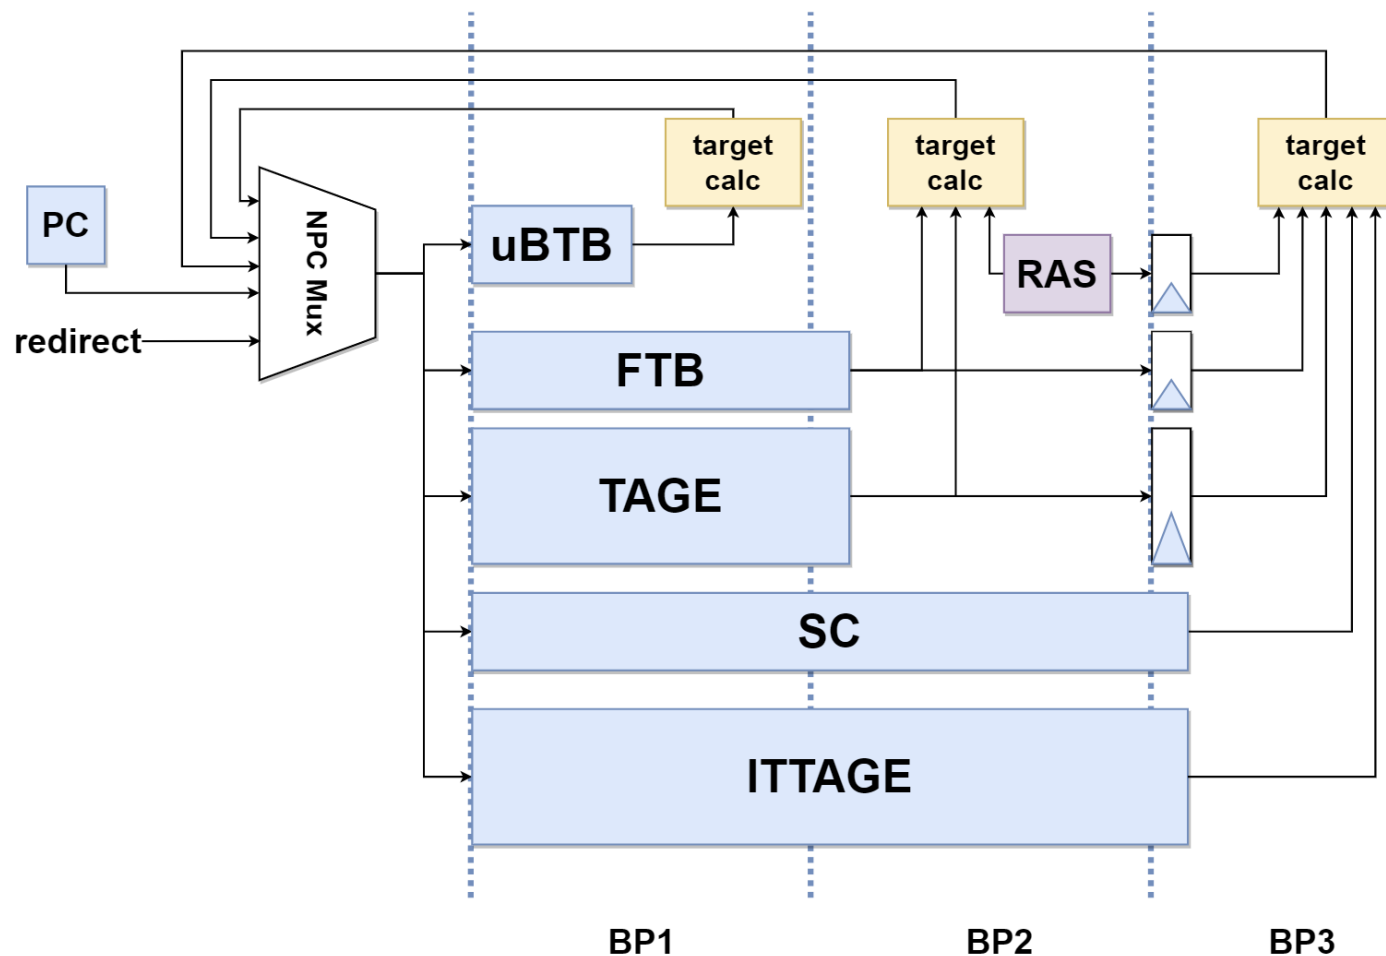 target
calc
target
calc
target
calc
PC
NPC Mux
uBTB
RAS
redirect
FTB
TAGE
SC
ITTAGE
BP1
BP2
BP3